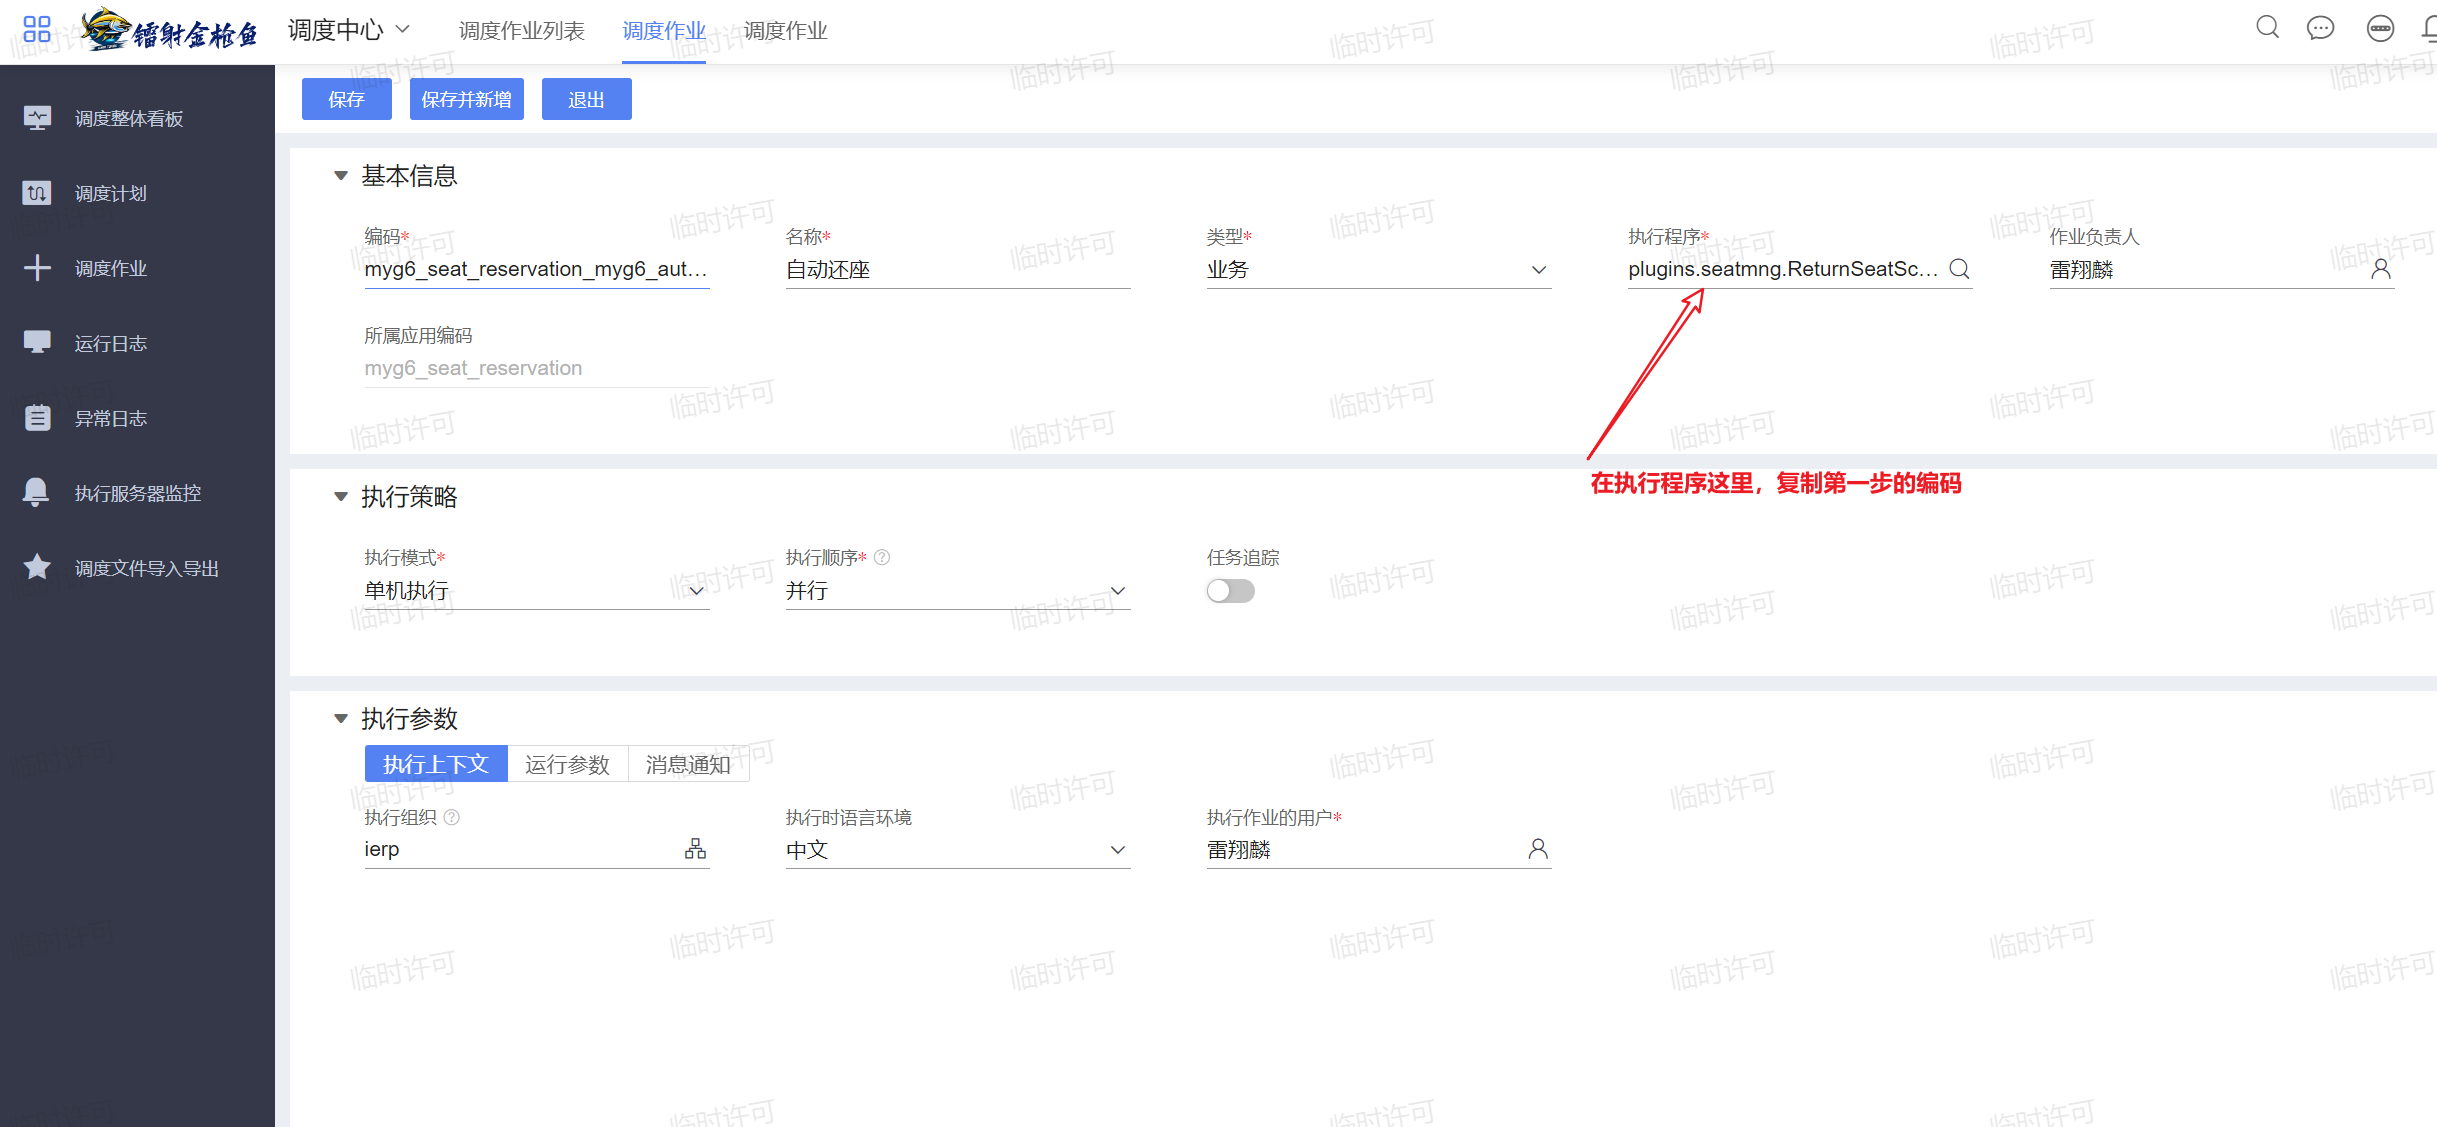 镭射金枪鱼
调度中心
调度作业列表
调度作业
调度作业
保存
保存并新增
退出
调度整体看板
调度计划
调度作业
运行日志
异常日志
执行服务器监控
调度文件导入导出
基本信息
编码*
名称*
类型*
执行程序*
作业负责人
myg6_seat_reservation_myg6_aut...
自动还座
业务
plugins.seatmng.ReturnSeatSc...
雷翔麟
所属应用编码
myg6_seat_reservation
在执行程序这里，复制第一步的编码
执行策略
执行模式*
执行顺序*
任务追踪
单机执行
并行
执行参数
执行上下文
运行参数
消息通知
执行组织
执行时语言环境
执行作业的用户*
ierp
中文
雷翔麟
临时许可